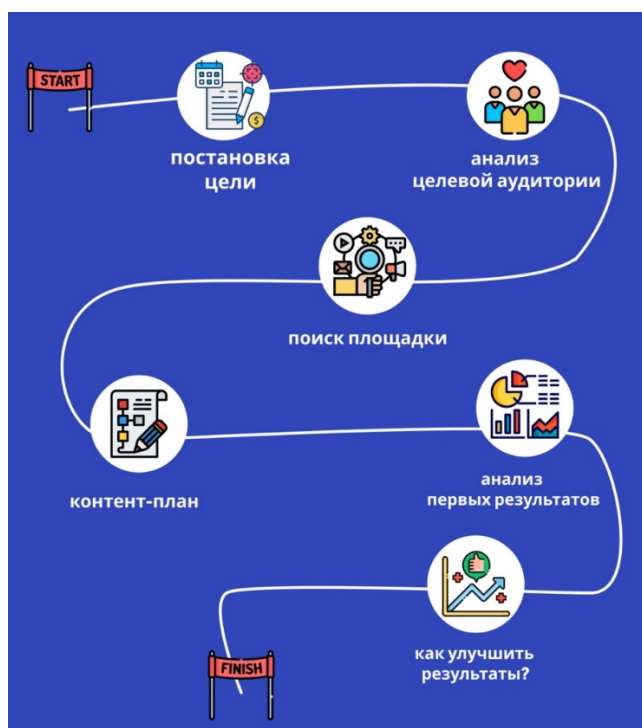 START
постановка
цели
анализ
целевой аудитории
поиск площадки
контент-план
анализ
первых результатов
как улучшить
результаты?
FINISH